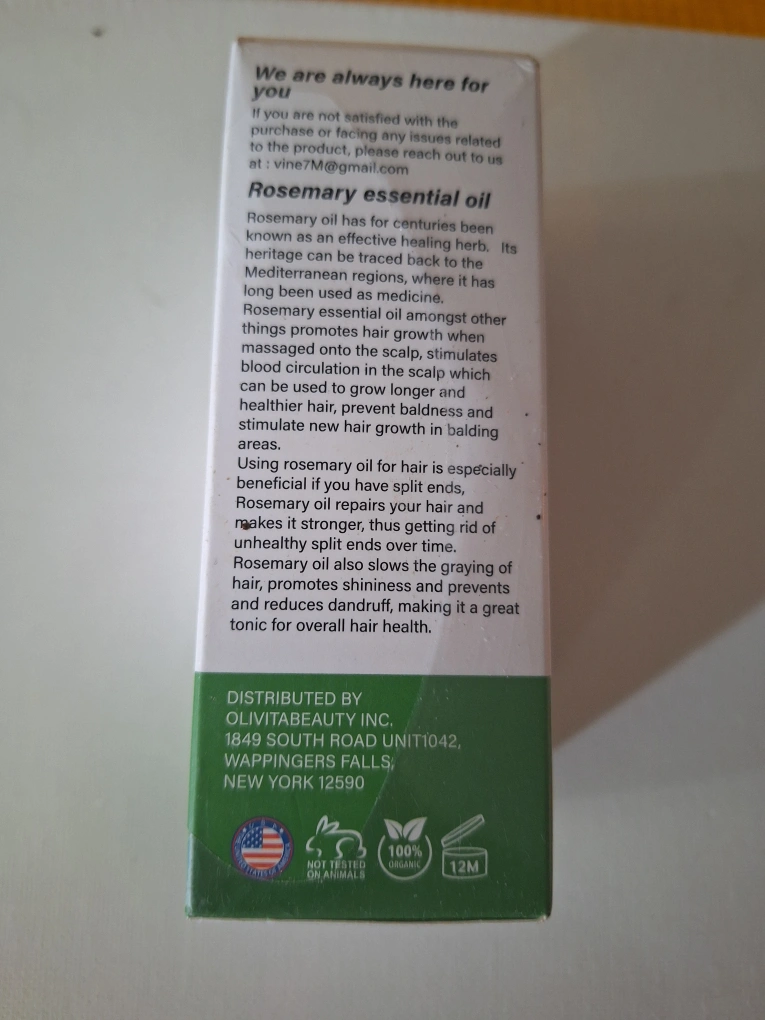 We are always here for
you
If you are not satisfied with the
purchase or facing any issues related
to the product, please reach out to us
at : vine7M@gmail.com
Rosemary essential oil
Rosemary oil has for centuries been
known as an effective healing herb. Its
heritage can be traced back to the
Mediterranean regions, where it has
long been used as medicine.
Rosemary essential oil amongst other
things promotes hair growth when
massaged onto the scalp, stimulates
blood circulation in the scalp which
can be used to grow longer and
healthier hair, prevent baldness and
stimulate new hair growth in balding
areas.
Using rosemary oil for hair is especially
beneficial if you have split ends,
Rosemary oil repairs your hair and
makes it stronger, thus getting rid of
unhealthy split ends over time.
Rosemary oil also slows the graying of
hair, promotes shininess and prevents
and reduces dandruff, making it a great
tonic for overall hair health.
DISTRIBUTED BY
OLIVITABEAUTY INC.
1849 SOUTH ROAD UNIT1042,
WAPPINGERS FALLS,
NEW YORK 12590
NOT TESTED
ON ANIMALS
100%
ORGANIC
12M